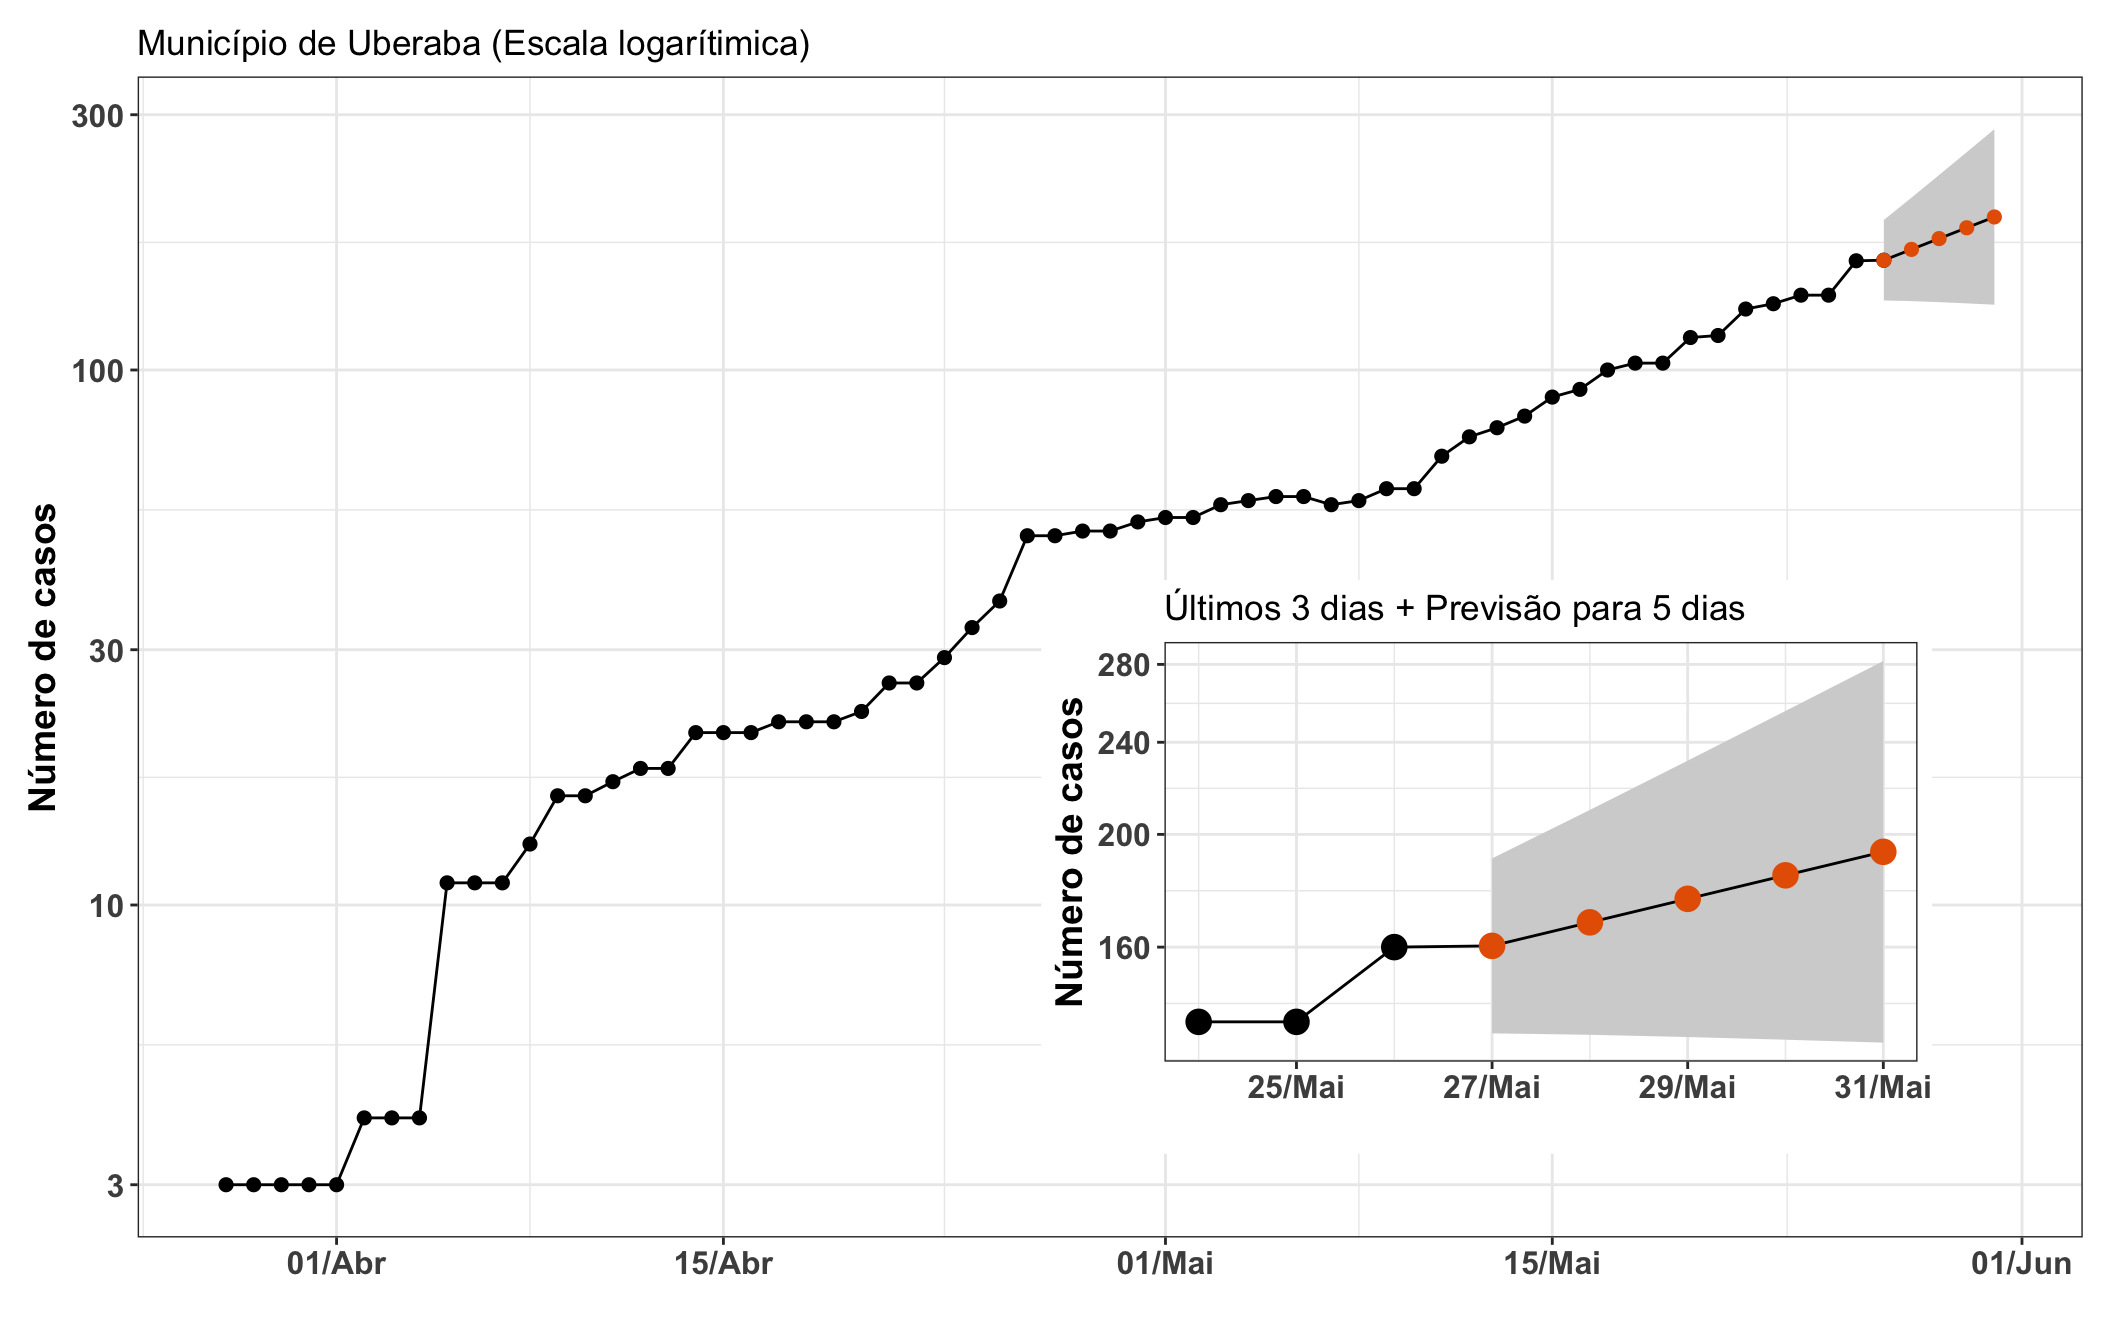 Município de Uberaba (Escala logarítimica)
Número de casos
300
100
30
10
3
01/Abr
15/Abr
01/Mai
15/Mai
01/Jun
Últimos 3 dias + Previsão para 5 dias
Número de casos
280
240
200
160
25/Mai
27/Mai
29/Mai
31/Mai